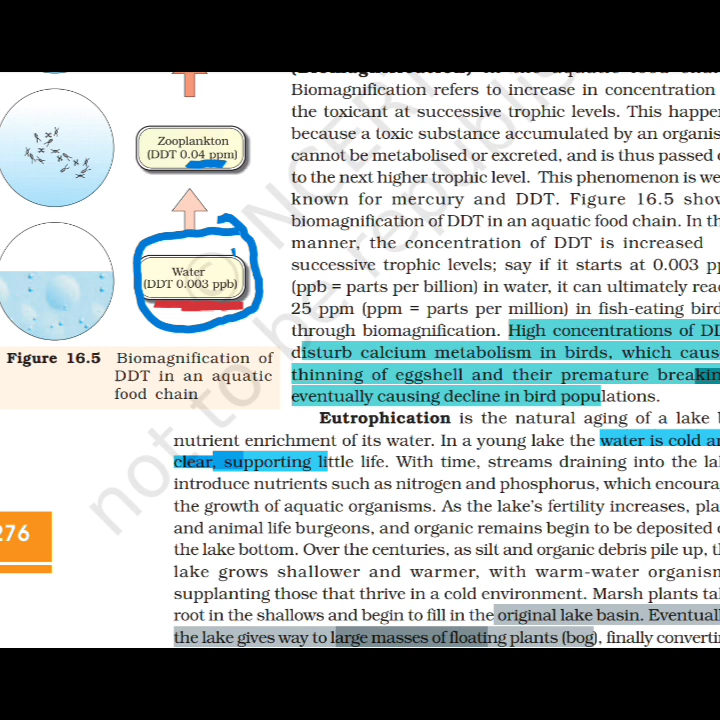 Zooplankton
(DDT 0.04 ppm)
Water
(DDT 0.003 ppb)
Figure 16.5 Biomagnification of
DDT in an aquatic
food chain
276
Biomagnification refers to increase in concentration
the toxicant at successive trophic levels. This happe
because a toxic substance accumulated by an organis
cannot be metabolised or excreted, and is thus passed
to the next higher trophic level. This phenomenon is we
known for mercury and DDT. Figure 16.5 show
biomagnification of DDT in an aquatic food chain. In th
manner, the concentration of DDT is increased
successive trophic levels; say if it starts at 0.003 pp
(ppb = parts per billion) in water, it can ultimately reac
25 ppm (ppm = parts per million) in fish-eating bird
through biomagnification. High concentrations of DD
disturb calcium metabolism in birds, which caus
thinning of eggshell and their premature breakin
eventually causing decline in bird populations.
Eutrophication is the natural aging of a lake b
nutrient enrichment of its water. In a young lake the water is cold an
clear, supporting little life. With time, streams draining into the la
introduce nutrients such as nitrogen and phosphorus, which encourag
the growth of aquatic organisms. As the lake's fertility increases, pla
and animal life burgeons, and organic remains begin to be deposited
the lake bottom. Over the centuries, as silt and organic debris pile up, th
lake grows shallower and warmer, with warm-water organism
supplanting those that thrive in a cold environment. Marsh plants ta
root in the shallows and begin to fill in the original lake basin. Eventuall
the lake gives way to large masses of floating plants (bog), finally converti
© NCERT
not to be republis